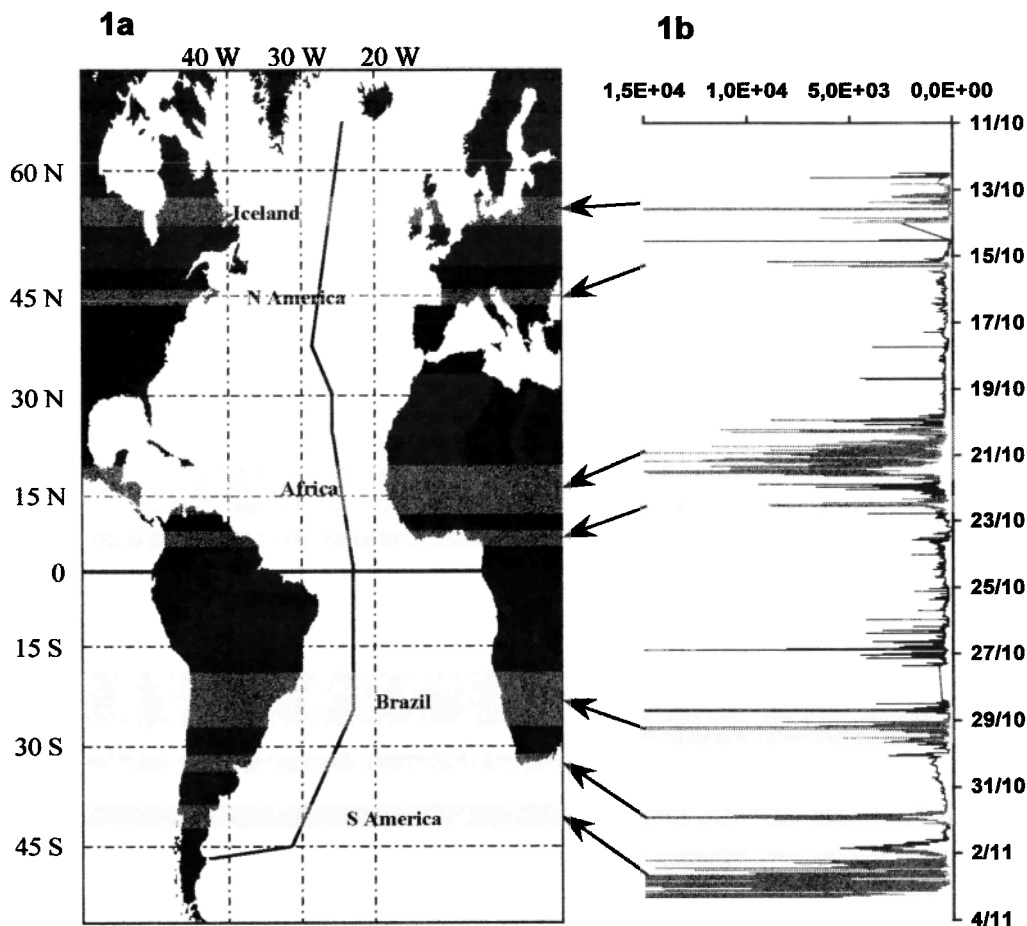 1a
1b
40 W 30 W 20 W
1,5E+04 1,0E+04 5,0E+03 0,0E+00
60 N
45 N
30 N
15 N
0
15 S
30 S
45 S
Iceland
N America
Africa
Brazil
S America
11/10
13/10
15/10
17/10
19/10
21/10
23/10
25/10
27/10
29/10
31/10
2/11
4/11